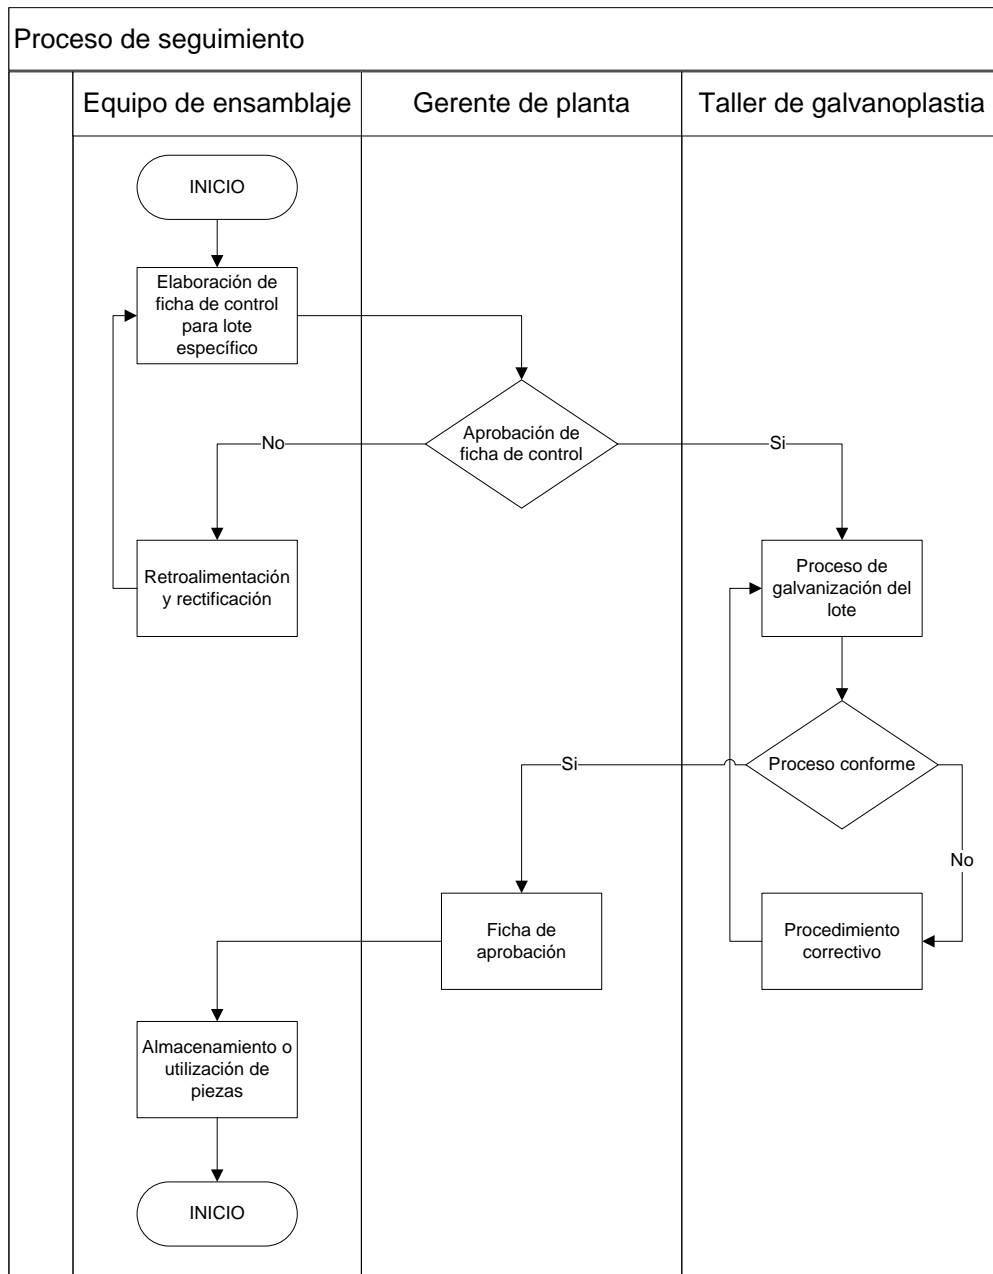 Proceso de seguimiento
Equipo de ensamblaje
Gerente de planta
Taller de galvanoplastia
INICIO
Elaboración de
ficha de control
para lote
específico
Aprobación de
ficha de control
No
Si
Retroalimentación
y rectificación
Proceso de
galvanización del
lote
Proceso conforme
Si
No
Ficha de
aprobación
Procedimiento
correctivo
Almacenamiento o
utilización de
piezas
INICIO